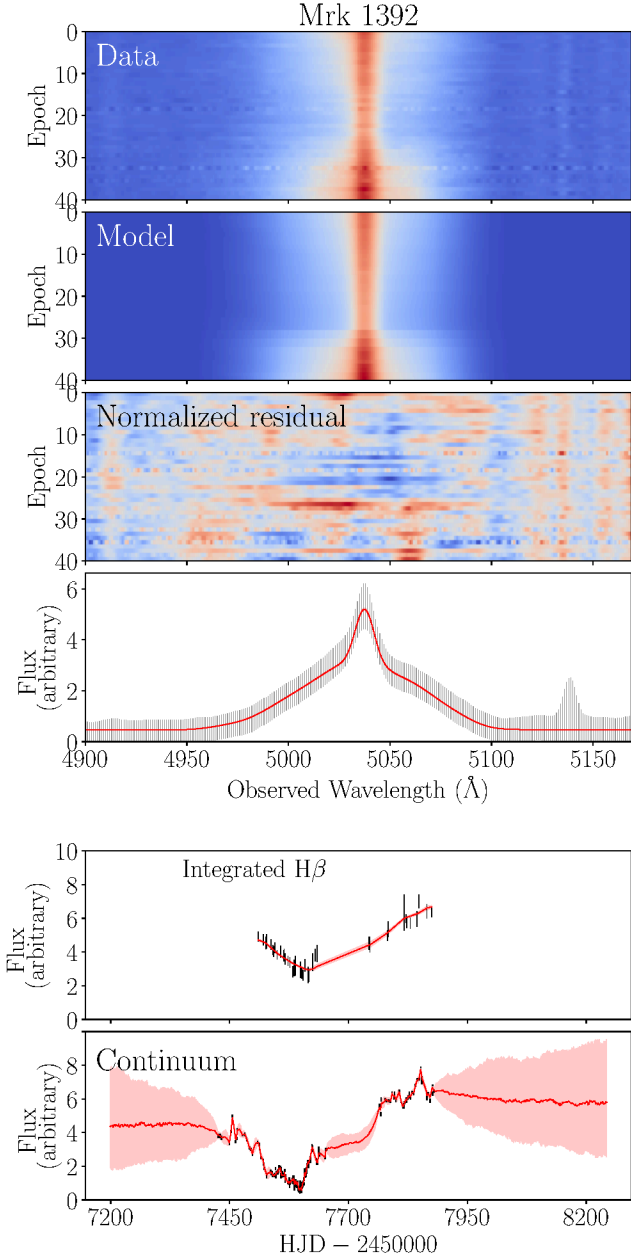 Mrk 1392
Data
Epoch
0
10
20
30
40
Model
Epoch
0
10
20
30
40
Normalized residual
Epoch
0
10
20
30
40
Flux
(arbitrary)
6
4
2
0
4900 4950 5000 5050 5100 5150
Observed Wavelength (Å)
Integrated Hβ
Flux
(arbitrary)
10
8
6
4
2
0
Continuum
Flux
(arbitrary)
8
6
4
2
0
7200 7450 7700 7950 8200
HJD − 2450000